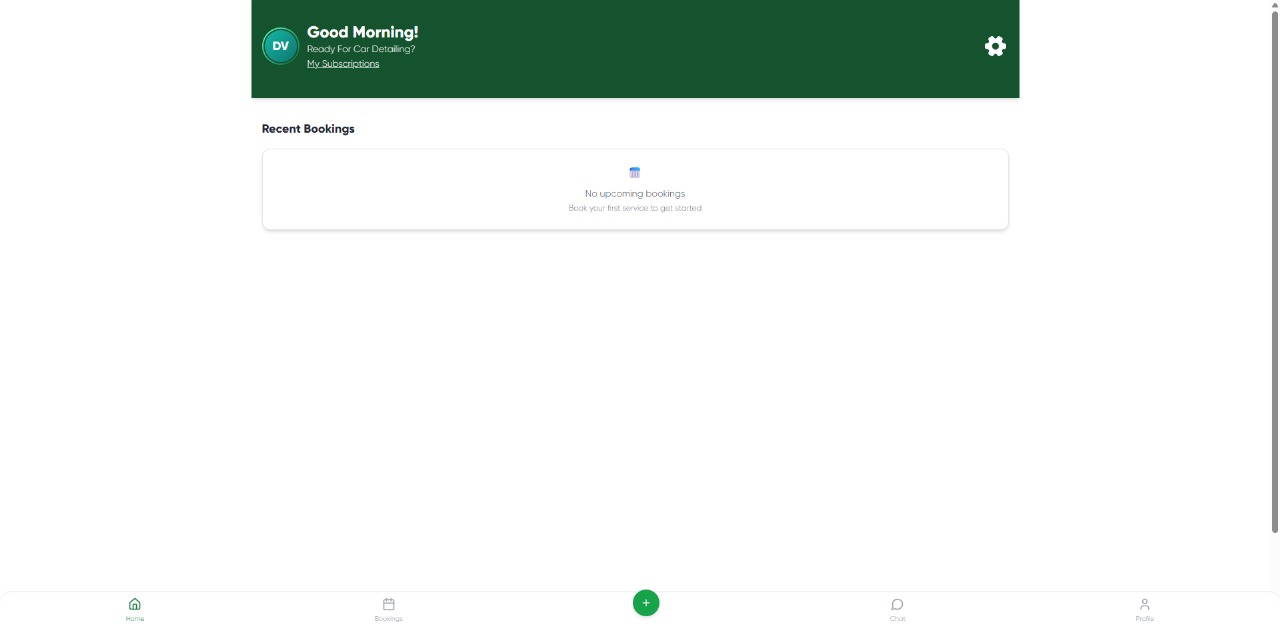 DV
Good Morning!
Ready For Car Detailing?
My Subscriptions
Recent Bookings
No upcoming bookings
Book your first service to get started
Home
Bookings
+
Chat
Profile